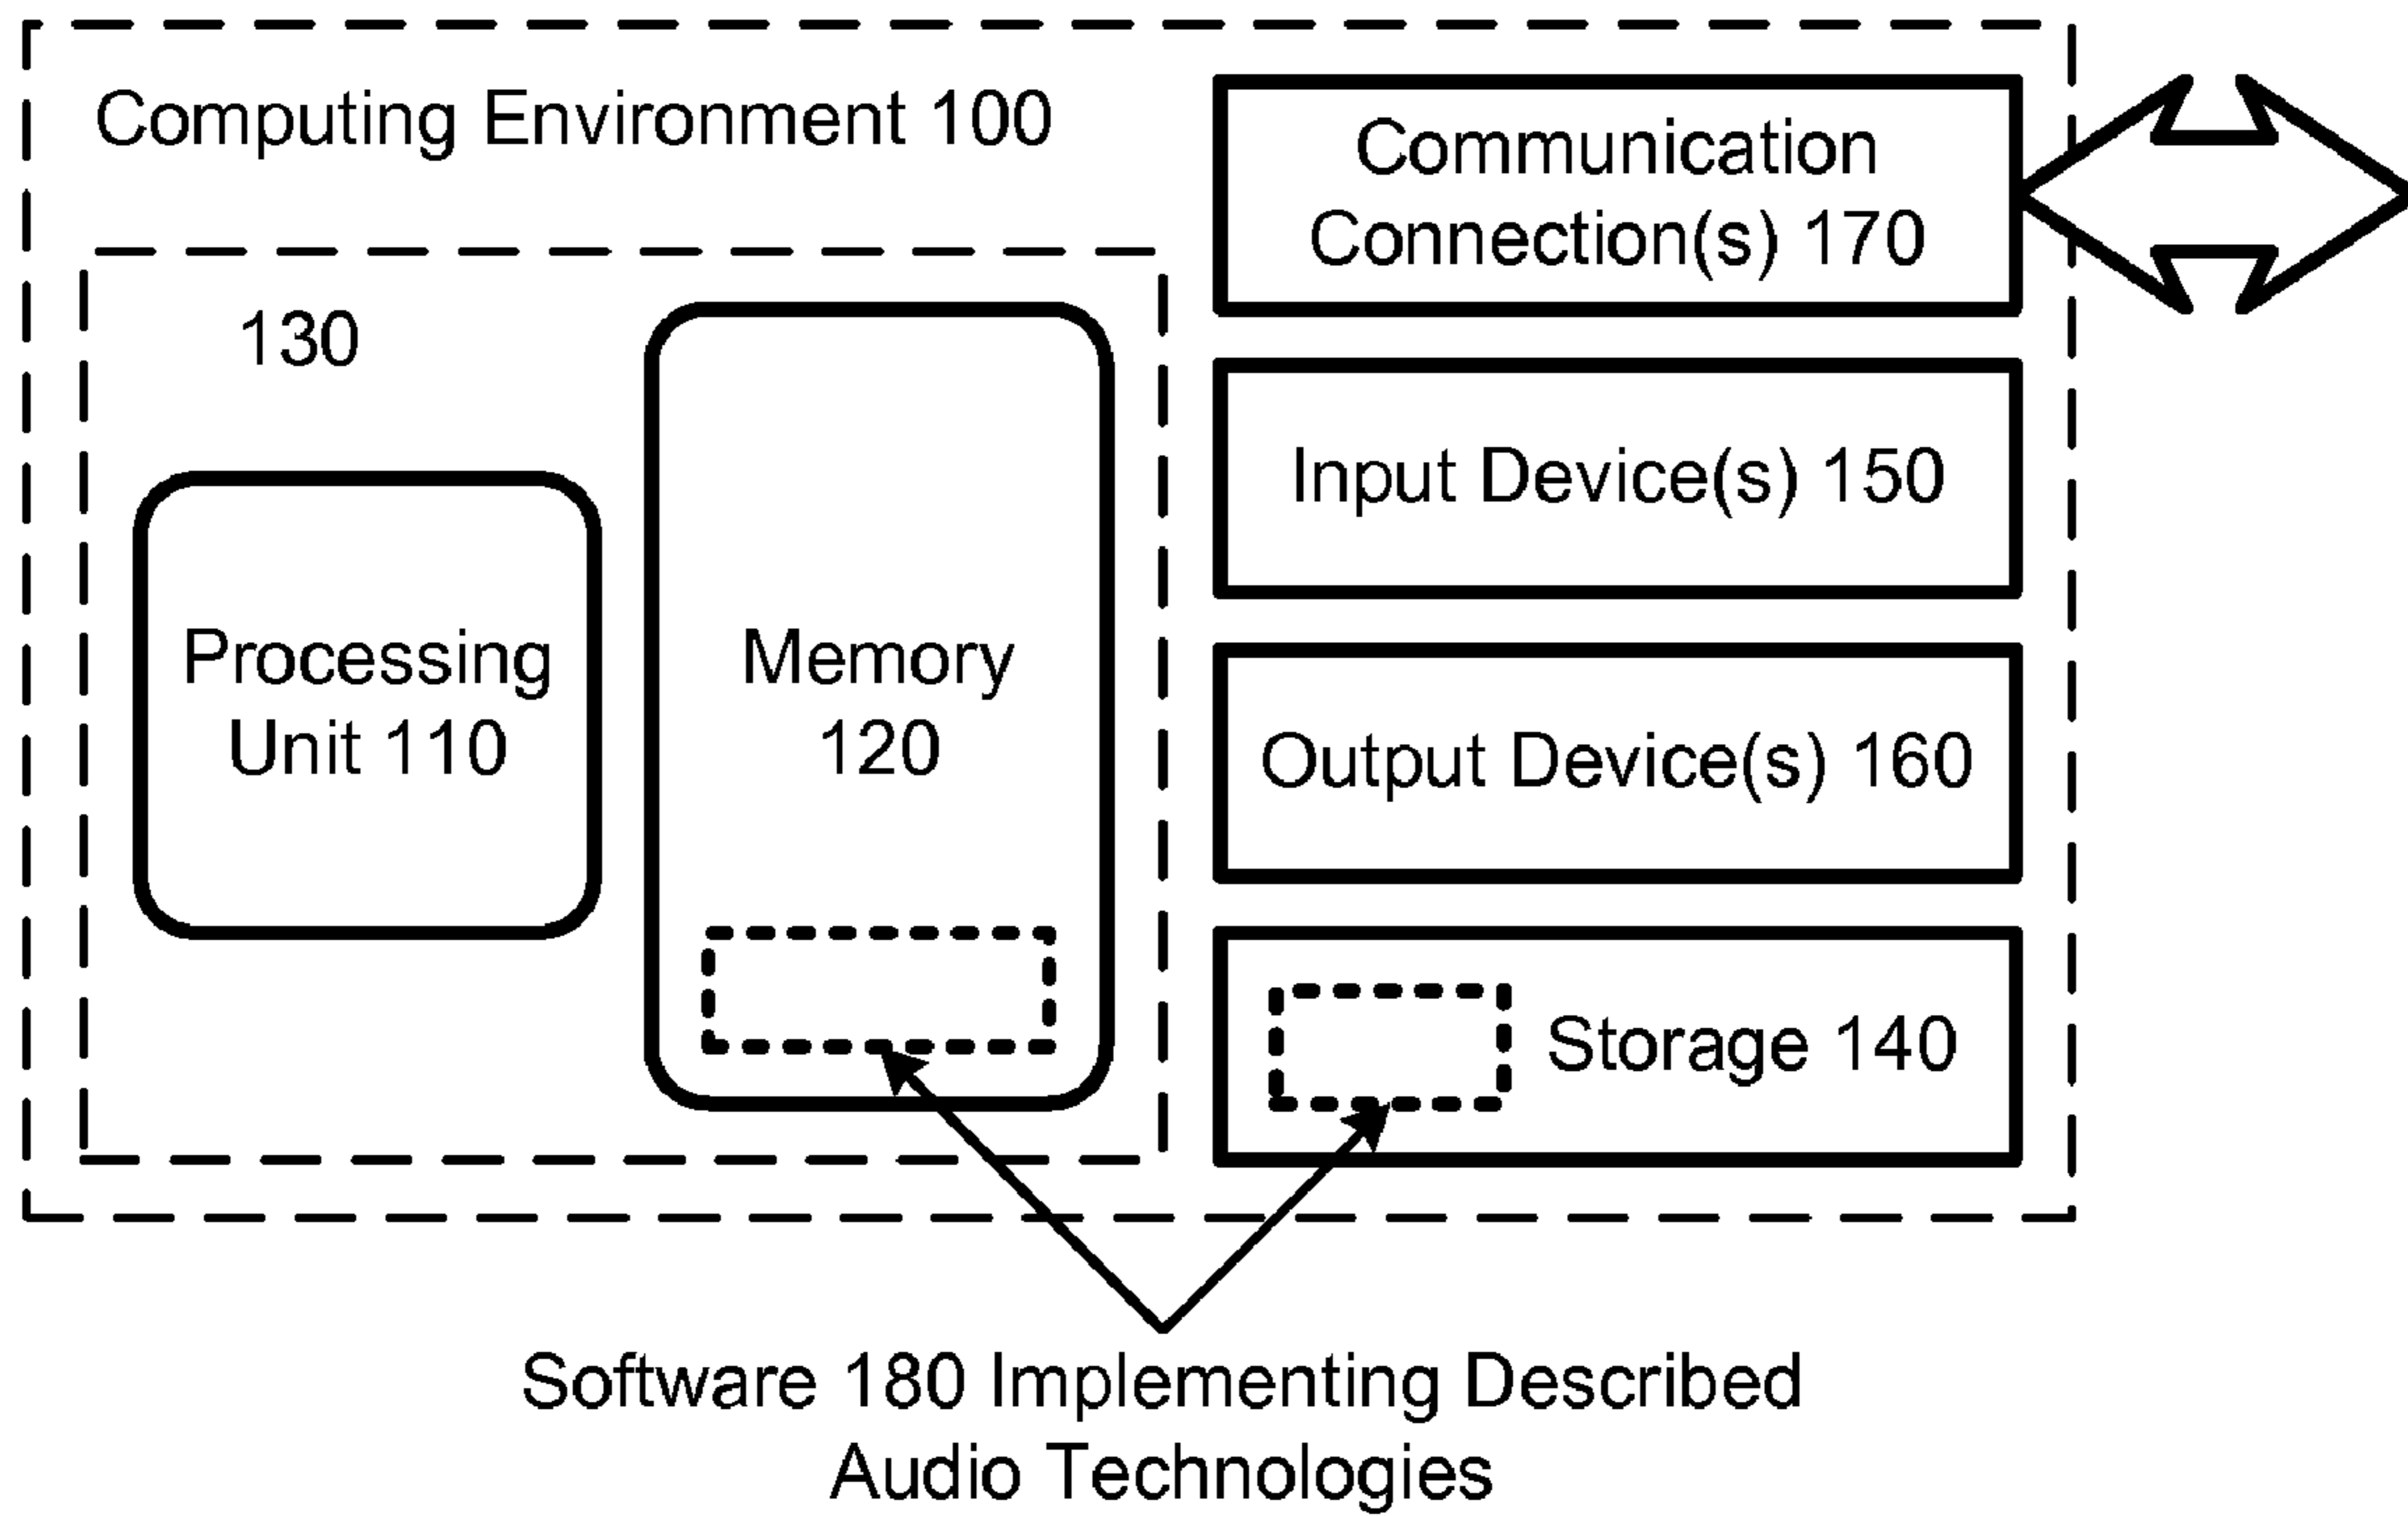 Computing Environment 100
Communication
Connection(s) 170
130
Input Device(s) 150
Processing
Unit 110
Memory
120
Output Device(s) 160
Storage 140
Software 180 Implementing Described
Audio Technologies